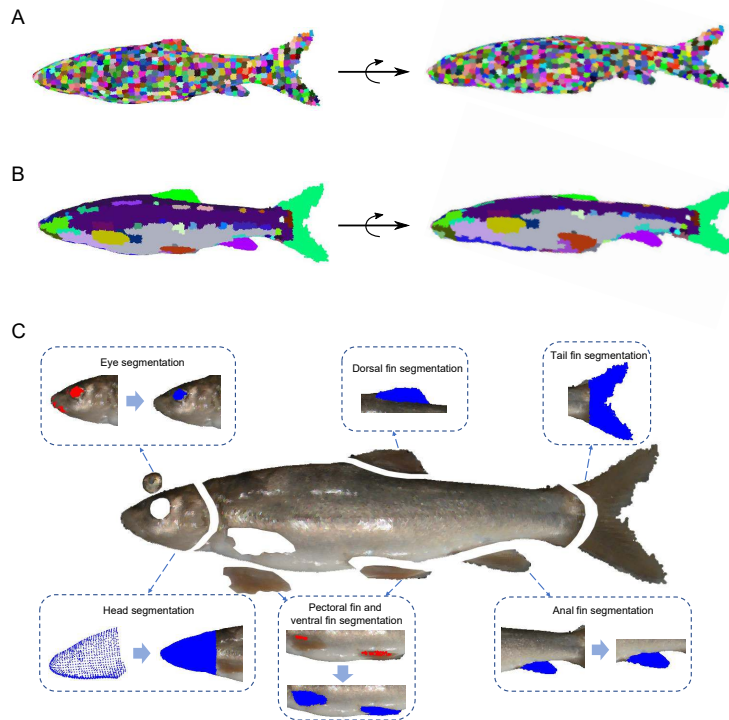 A
B
C
Eye segmentation
Dorsal fin segmentation
Tail fin segmentation
Head segmentation
Pectoral fin and
ventral fin segmentation
Anal fin segmentation